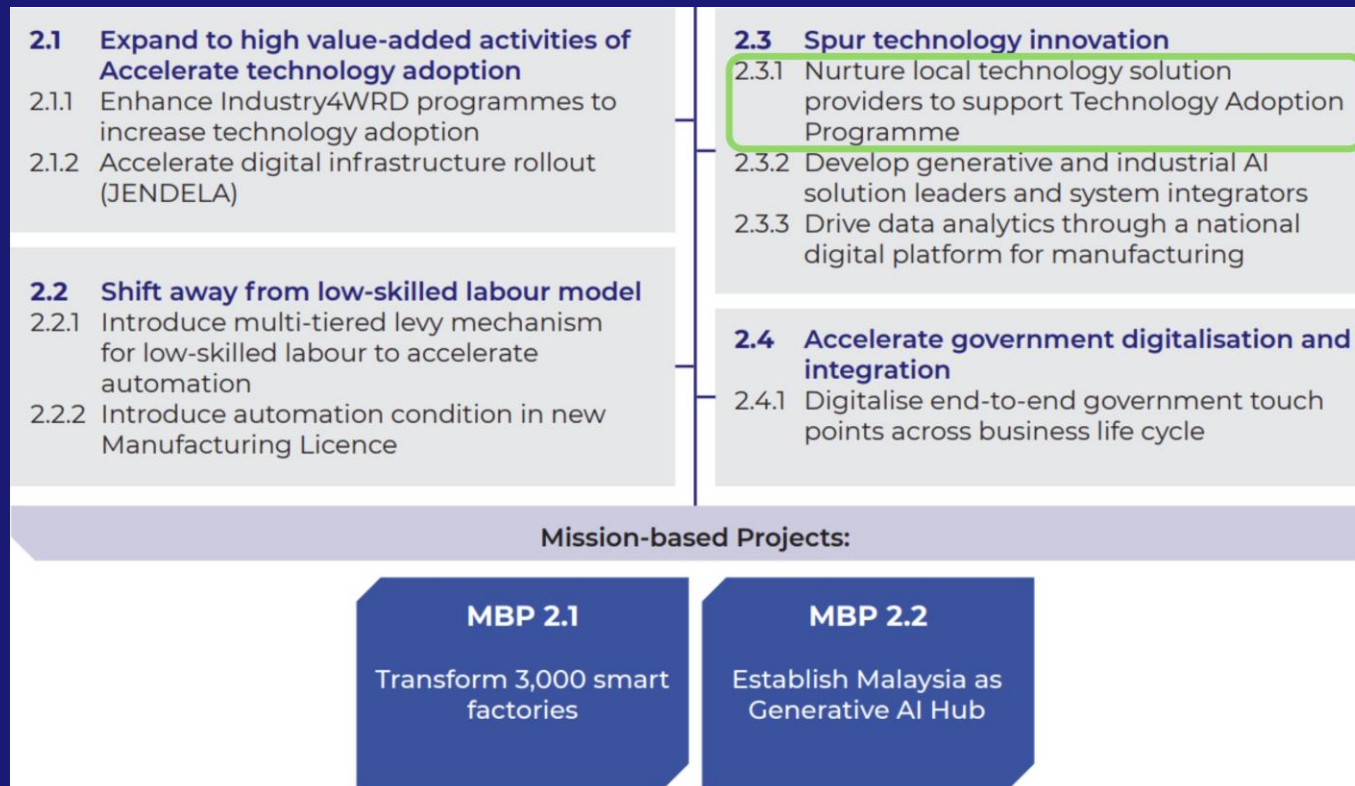 2.1 Expand to high value-added activities of
Accelerate technology adoption
2.1.1 Enhance Industry4WRD programmes to
increase technology adoption
2.1.2 Accelerate digital infrastructure rollout
(JENDELA)
2.2 Shift away from low-skilled labour model
2.2.1 Introduce multi-tiered levy mechanism
for low-skilled labour to accelerate
automation
2.2.2 Introduce automation condition in new
Manufacturing Licence
2.3 Spur technology innovation
2.3.1 Nurture local technology solution
providers to support Technology Adoption
Programme
2.3.2 Develop generative and industrial AI
solution leaders and system integrators
2.3.3 Drive data analytics through a national
digital platform for manufacturing
2.4 Accelerate government digitalisation and
integration
2.4.1 Digitalise end-to-end government touch
points across business life cycle
Mission-based Projects:
MBP 2.1
Transform 3,000 smart
factories
MBP 2.2
Establish Malaysia as
Generative AI Hub